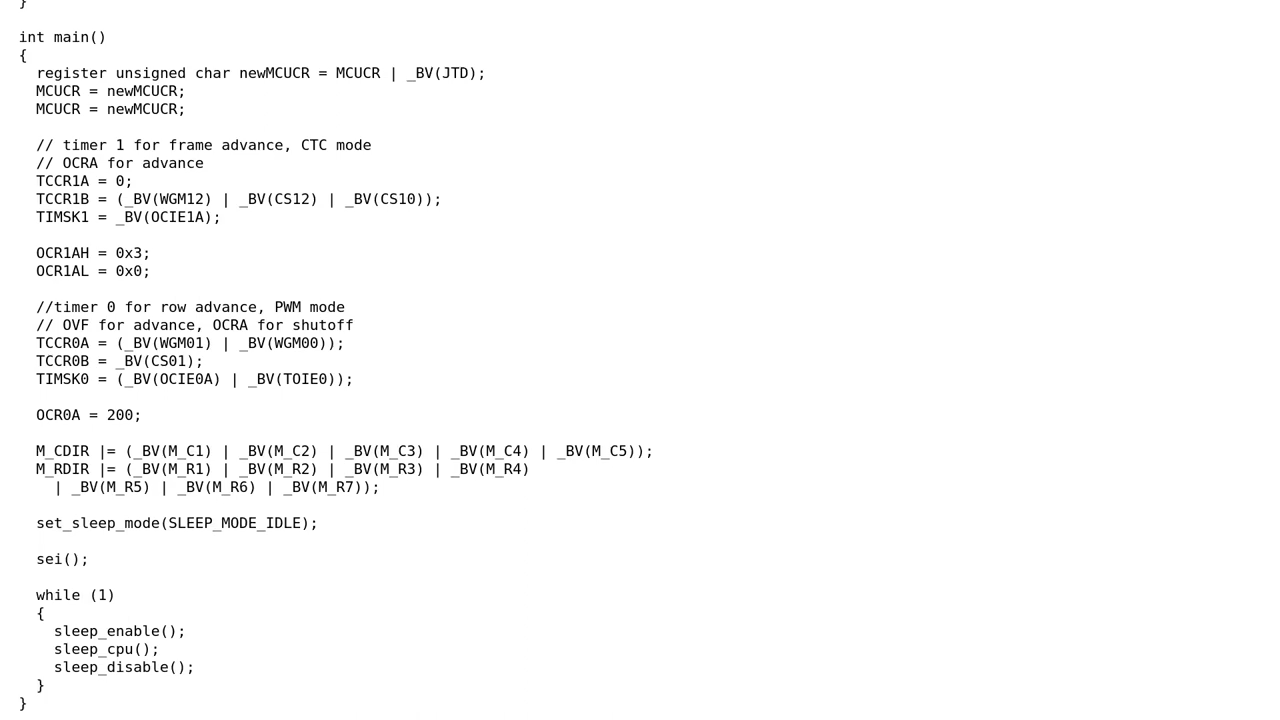 }

int main()
{
  register unsigned char newMCUCR = MCUCR | _BV(JTD);
  MCUCR = newMCUCR;
  MCUCR = newMCUCR;

  // timer 1 for frame advance, CTC mode
  // OCRA for advance
  TCCR1A = 0;
  TCCR1B = (_BV(WGM12) | _BV(CS12) | _BV(CS10));
  TIMSK1 = _BV(OCIE1A);

  OCR1AH = 0x3;
  OCR1AL = 0x0;

  //timer 0 for row advance, PWM mode
  // OVF for advance, OCRA for shutoff
  TCCR0A = (_BV(WGM01) | _BV(WGM00));
  TCCR0B = _BV(CS01);
  TIMSK0 = (_BV(OCIE0A) | _BV(TOIE0));

  OCR0A = 200;

  M_CDIR |= (_BV(M_C1) | _BV(M_C2) | _BV(M_C3) | _BV(M_C4) | _BV(M_C5));
  M_RDIR |= (_BV(M_R1) | _BV(M_R2) | _BV(M_R3) | _BV(M_R4)
    | _BV(M_R5) | _BV(M_R6) | _BV(M_R7));

  set_sleep_mode(SLEEP_MODE_IDLE);

  sei();

  while (1)
  {
    sleep_enable();
    sleep_cpu();
    sleep_disable();
  }
}